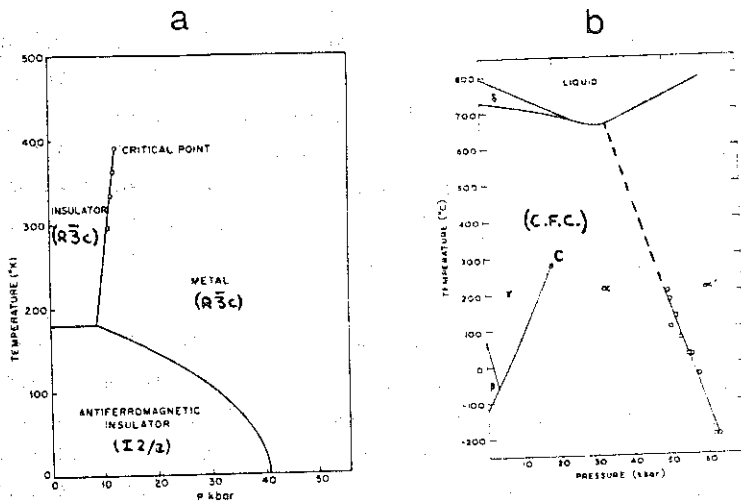 a
500
400
300
200
100
0
TEMPERATURE (°K)
CRITICAL POINT
INSULATOR
(R3̄c)
METAL
(R3̄c)
ANTIFERROMAGNETIC
INSULATOR
(I2/a)
0 10 20 30 40 50
P kbar
b
800
700
600
500
400
300
200
100
0
-100
-200
TEMPERATURE (°C)
LIQUID
δ
(C.F.C.)
C
γ
α
α'
β
10 20 30 40 50 60
PRESSURE (kbar)